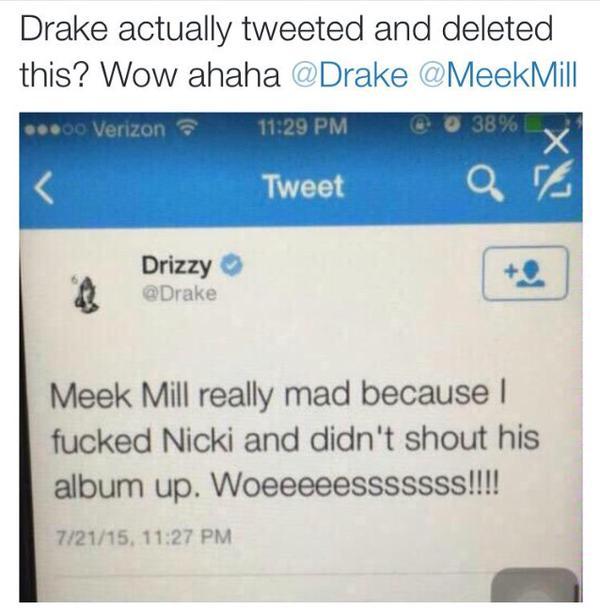 Drake actually tweeted and deleted
this? Wow ahaha @Drake @MeekMill
Verizon 11:29 PM 38%
Tweet
Drizzy
@Drake
Meek Mill really mad because I
fucked Nicki and didn't shout his
album up. Woeeeeesssssss!!!!
7/21/15, 11:27 PM